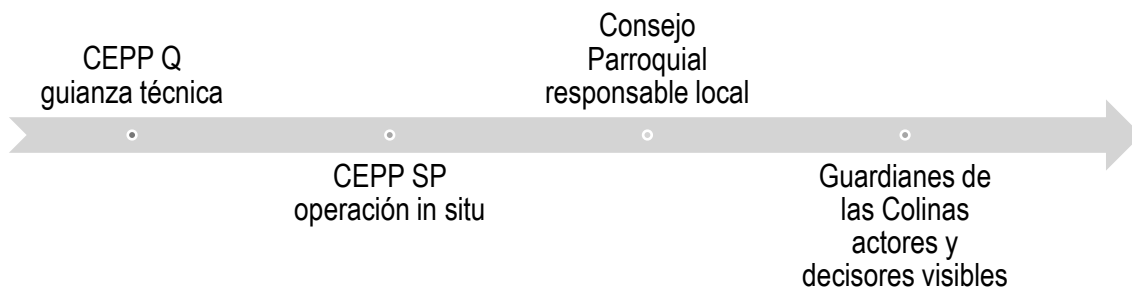 CEPP Q
guianza técnica
CEPP SP
operación in situ
Consejo
Parroquial
responsable local
Guardianes de
las Colinas
actores y
decisores visibles